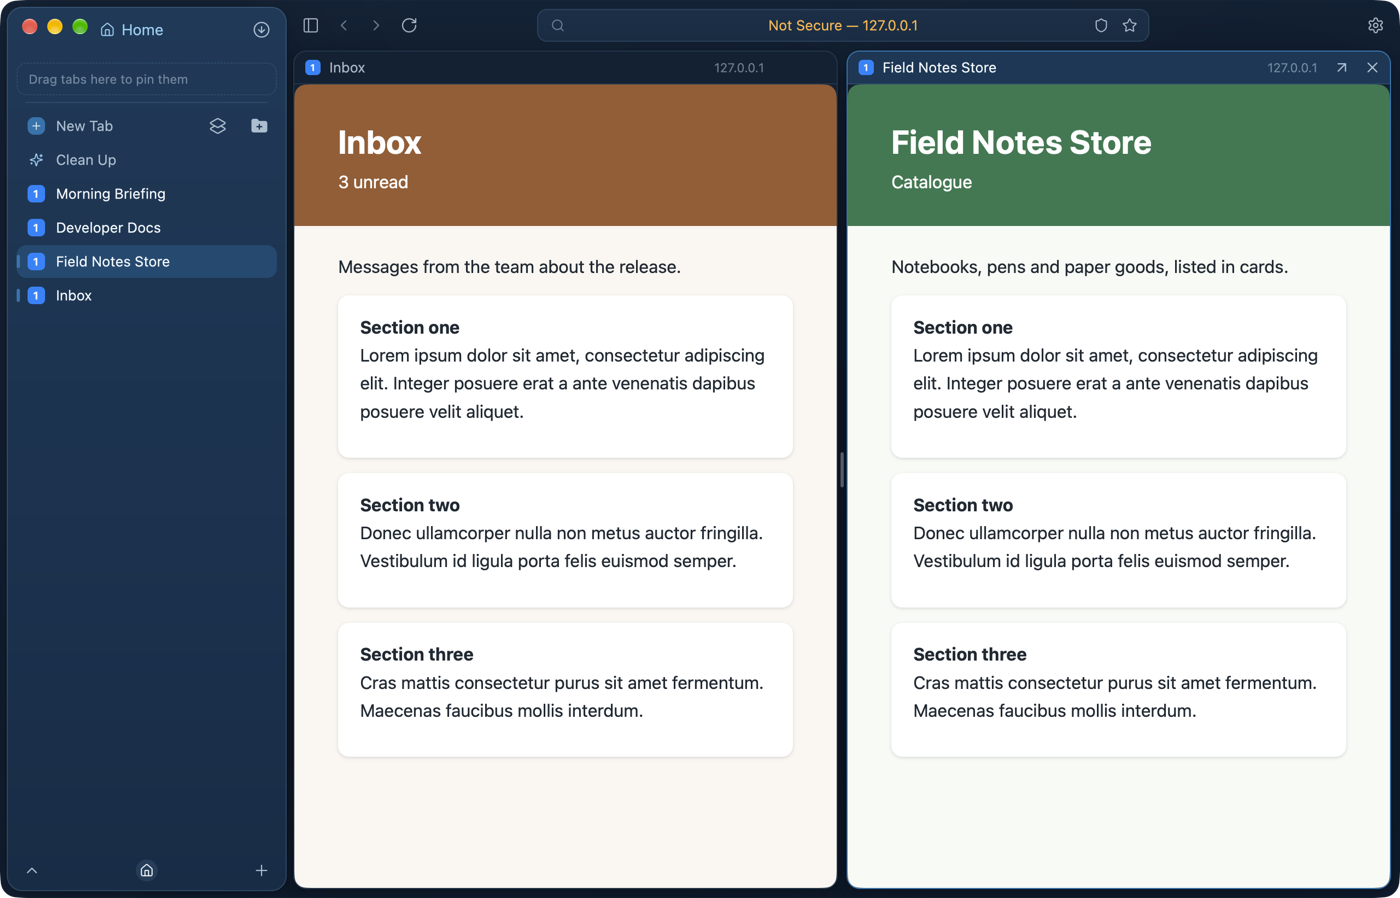 Home
Drag tabs here to pin them
New Tab
Clean Up
1 Morning Briefing
1 Developer Docs
1 Field Notes Store
1 Inbox
Not Secure — 127.0.0.1
1 Inbox 127.0.0.1
Inbox
3 unread
Messages from the team about the release.
Section one
Lorem ipsum dolor sit amet, consectetur adipiscing
elit. Integer posuere erat a ante venenatis dapibus
posuere velit aliquet.
Section two
Donec ullamcorper nulla non metus auctor fringilla.
Vestibulum id ligula porta felis euismod semper.
Section three
Cras mattis consectetur purus sit amet fermentum.
Maecenas faucibus mollis interdum.
1 Field Notes Store 127.0.0.1
Field Notes Store
Catalogue
Notebooks, pens and paper goods, listed in cards.
Section one
Lorem ipsum dolor sit amet, consectetur adipiscing
elit. Integer posuere erat a ante venenatis dapibus
posuere velit aliquet.
Section two
Donec ullamcorper nulla non metus auctor fringilla.
Vestibulum id ligula porta felis euismod semper.
Section three
Cras mattis consectetur purus sit amet fermentum.
Maecenas faucibus mollis interdum.